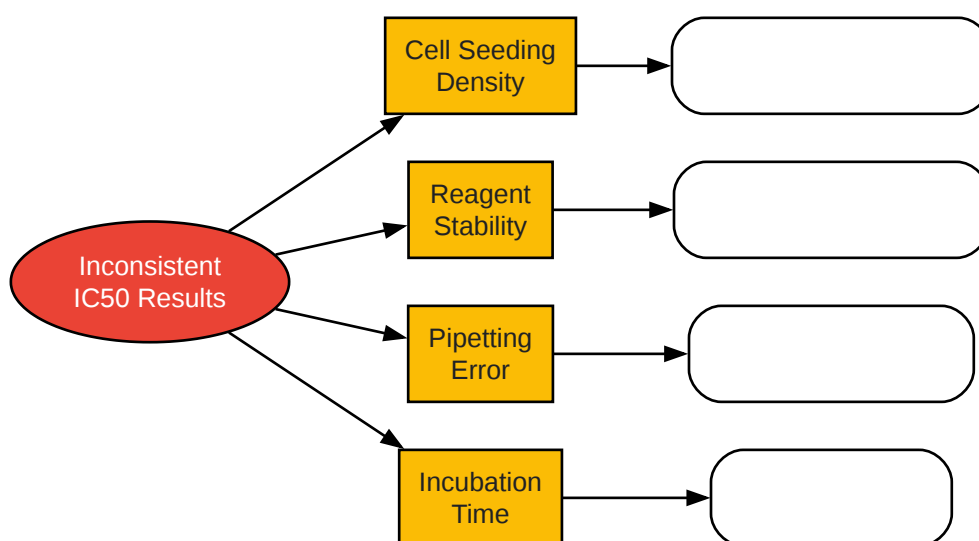 Cell Seeding
Density
Reagent
Stability
Inconsistent
IC50 Results
Pipetting
Error
Incubation
Time